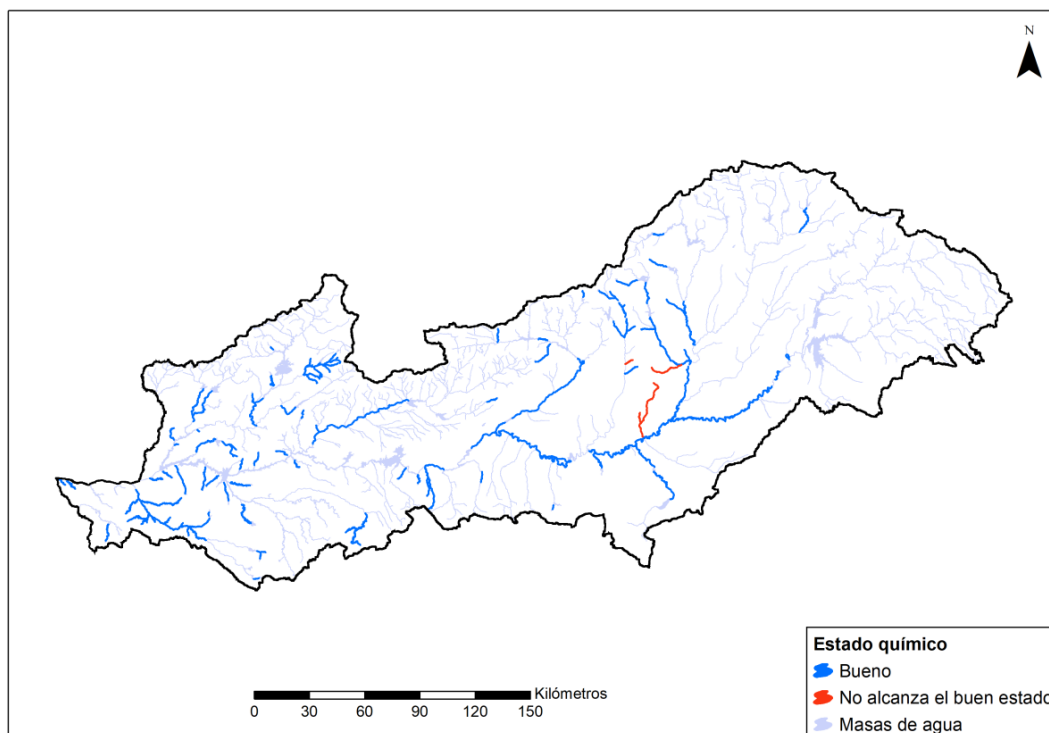 N
Estado químico
Bueno
No alcanza el buen estado
Masas de agua
Kilómetros
0 30 60 90 120 150